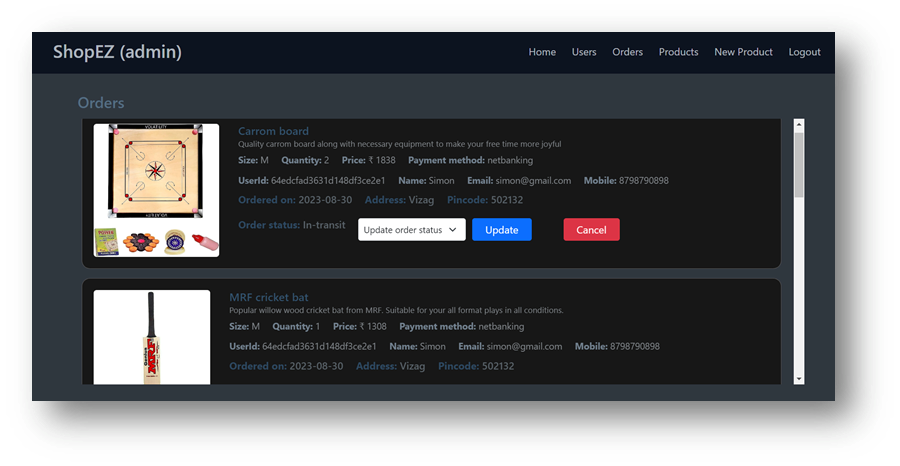 ShopEZ (admin)
Home Users Orders Products New Product Logout
Orders
Carrom board
Quality carrom board along with necessary equipment to make your free time more joyful
Size: M Quantity: 2 Price: ₹ 1838 Payment method: netbanking
UserId: 64edcfad3631d148df3ce2e1 Name: Simon Email: simon@gmail.com Mobile: 8798790898
Ordered on: 2023-08-30 Address: Vizag Pincode: 502132
Order status: In-transit Update order status Update Cancel
MRF cricket bat
Popular willow wood cricket bat from MRF. Suitable for your all format plays in all conditions.
Size: M Quantity: 1 Price: ₹ 1308 Payment method: netbanking
UserId: 64edcfad3631d148df3ce2e1 Name: Simon Email: simon@gmail.com Mobile: 8798790898
Ordered on: 2023-08-30 Address: Vizag Pincode: 502132
MRF